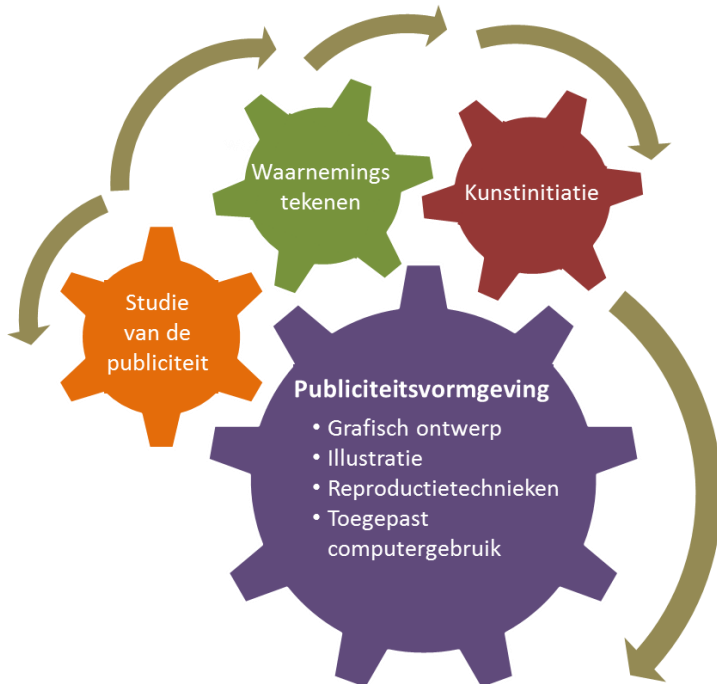 Waarnemings
tekenen
Kunstinitiatie
Studie
van de
publiciteit
Publiciteitsvormgeving
• Grafisch ontwerp
• Illustratie
• Reproductietechnieken
• Toegepast
computergebruik